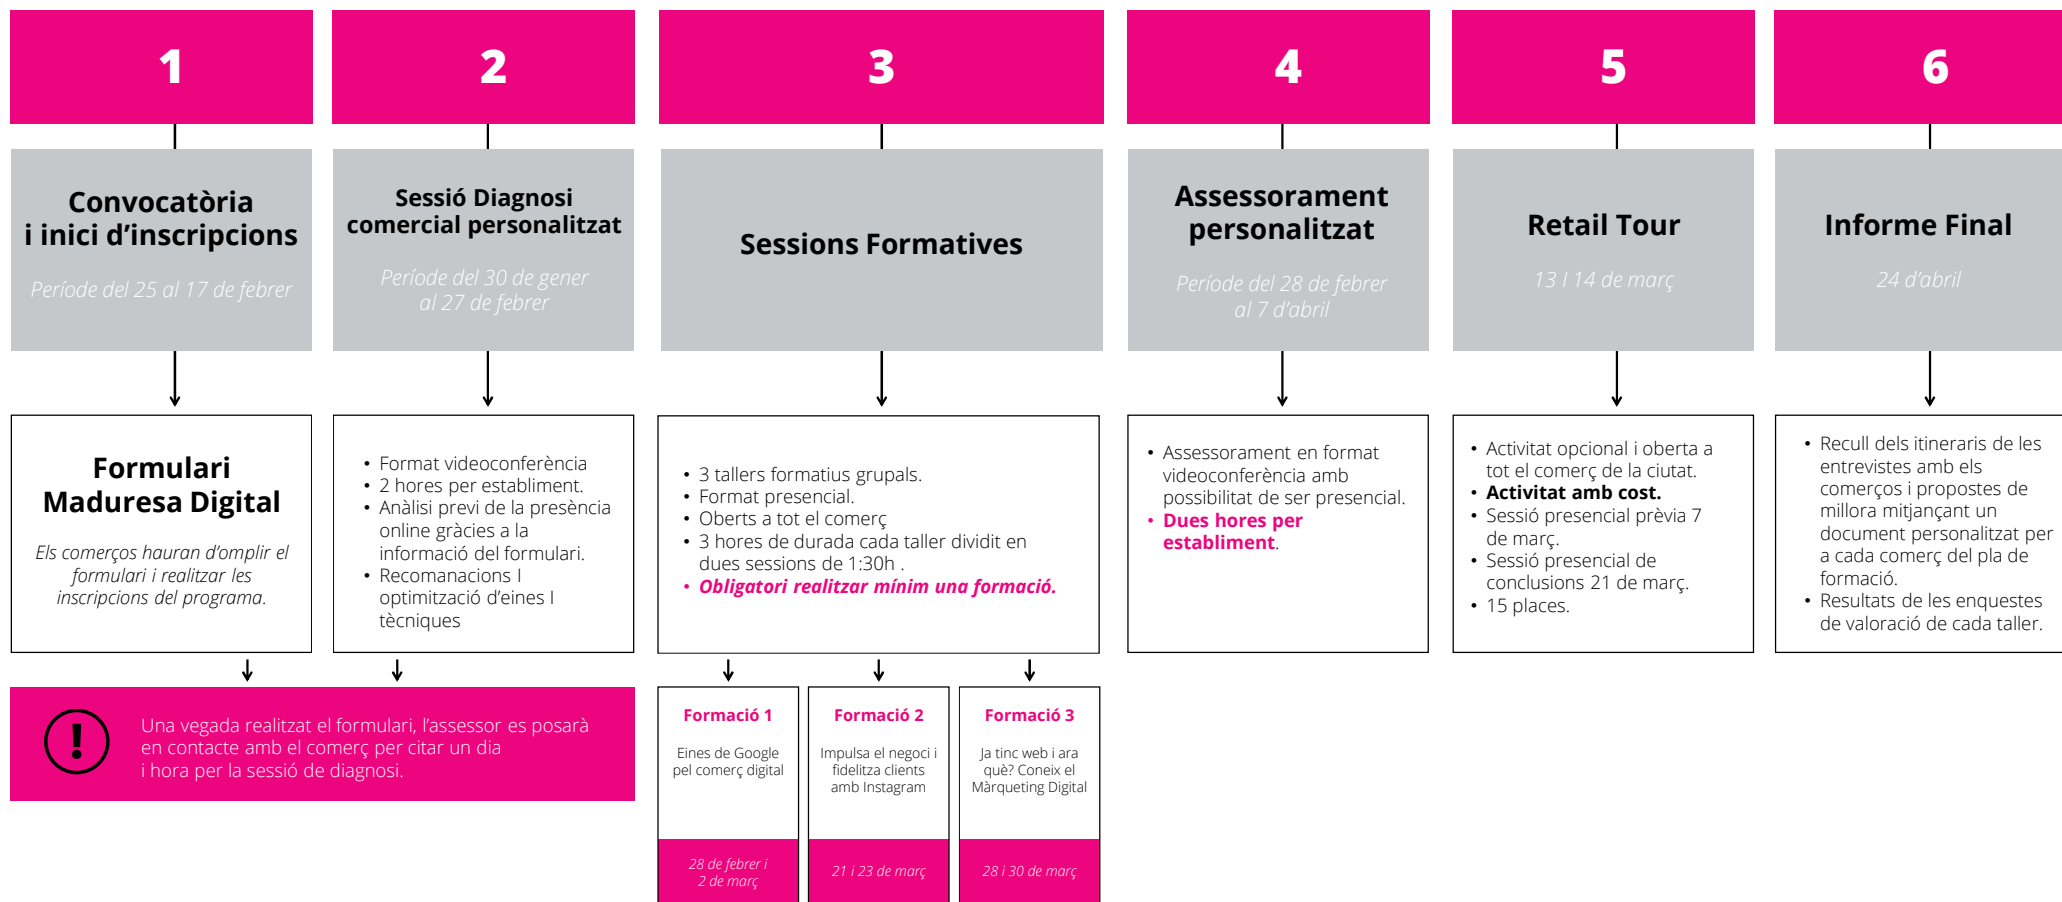 1
Convocatòria
i inici d’inscripcions
Període del 25 al 17 de febrer
Formulari
Maduresa Digital
Els comerços hauran d’omplir el
formulari i realitzar les
inscripcions del programa.
2
Sessió Diagnosi
comercial personalitzat
Període del 30 de gener
al 27 de febrer
• Format videoconferència
• 2 hores per establiment.
• Anàlisi previ de la presència
online gràcies a la
informació del formulari.
• Recomanacions I
optimització d’eines I
tècniques
!
Una vegada realitzat el formulari, l’assessor es posarà
en contacte amb el comerç per citar un dia
i hora per la sessió de diagnosi.
3
Sessions Formatives
• 3 tallers formatius grupals.
• Format presencial.
• Oberts a tot el comerç
• 3 hores de durada cada taller dividit en
dues sessions de 1:30h .
• Obligatori realitzar mínim una formació.
Formació 1
Eines de Google
pel comerç digital
28 de febrer i
2 de març
Formació 2
Impulsa el negoci i
fidelitza clients
amb Instagram
21 i 23 de març
Formació 3
Ja tinc web i ara
què? Coneix el
Màrqueting Digital
28 i 30 de març
4
Assessorament
personalitzat
Període del 28 de febrer
al 7 d’abril
• Assessorament en format
videoconferència amb
possibilitat de ser presencial.
• Dues hores per
establiment.
5
Retail Tour
13 I 14 de març
• Activitat opcional i oberta a
tot el comerç de la ciutat.
• Activitat amb cost.
• Sessió presencial prèvia 7
de març.
• Sessió presencial de
conclusions 21 de març.
• 15 places.
6
Informe Final
24 d’abril
• Recull dels itineraris de les
entrevistes amb els
comerços i propostes de
millora mitjançant un
document personalitzat per
a cada comerç del pla de
formació.
• Resultats de les enquestes
de valoració de cada taller.